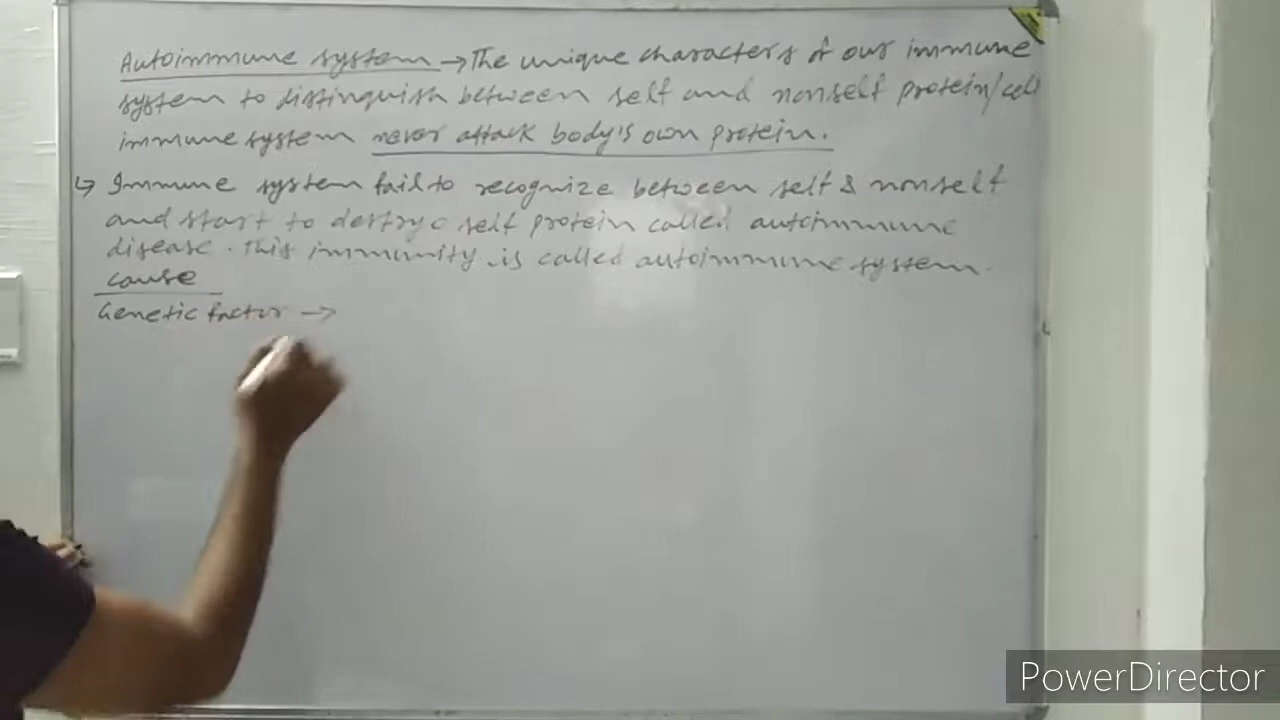 Autoimmune system → The unique characters of our immune
system to distinguish between self and nonself protein/cell
immune system never attack body's own protein.
↳ Immune system fail to recognize between self & nonself
and start to destryo self protein called autoimmune
disease. This immunity is called autoimmune system.
cause
Genetic factor →
PowerDirector